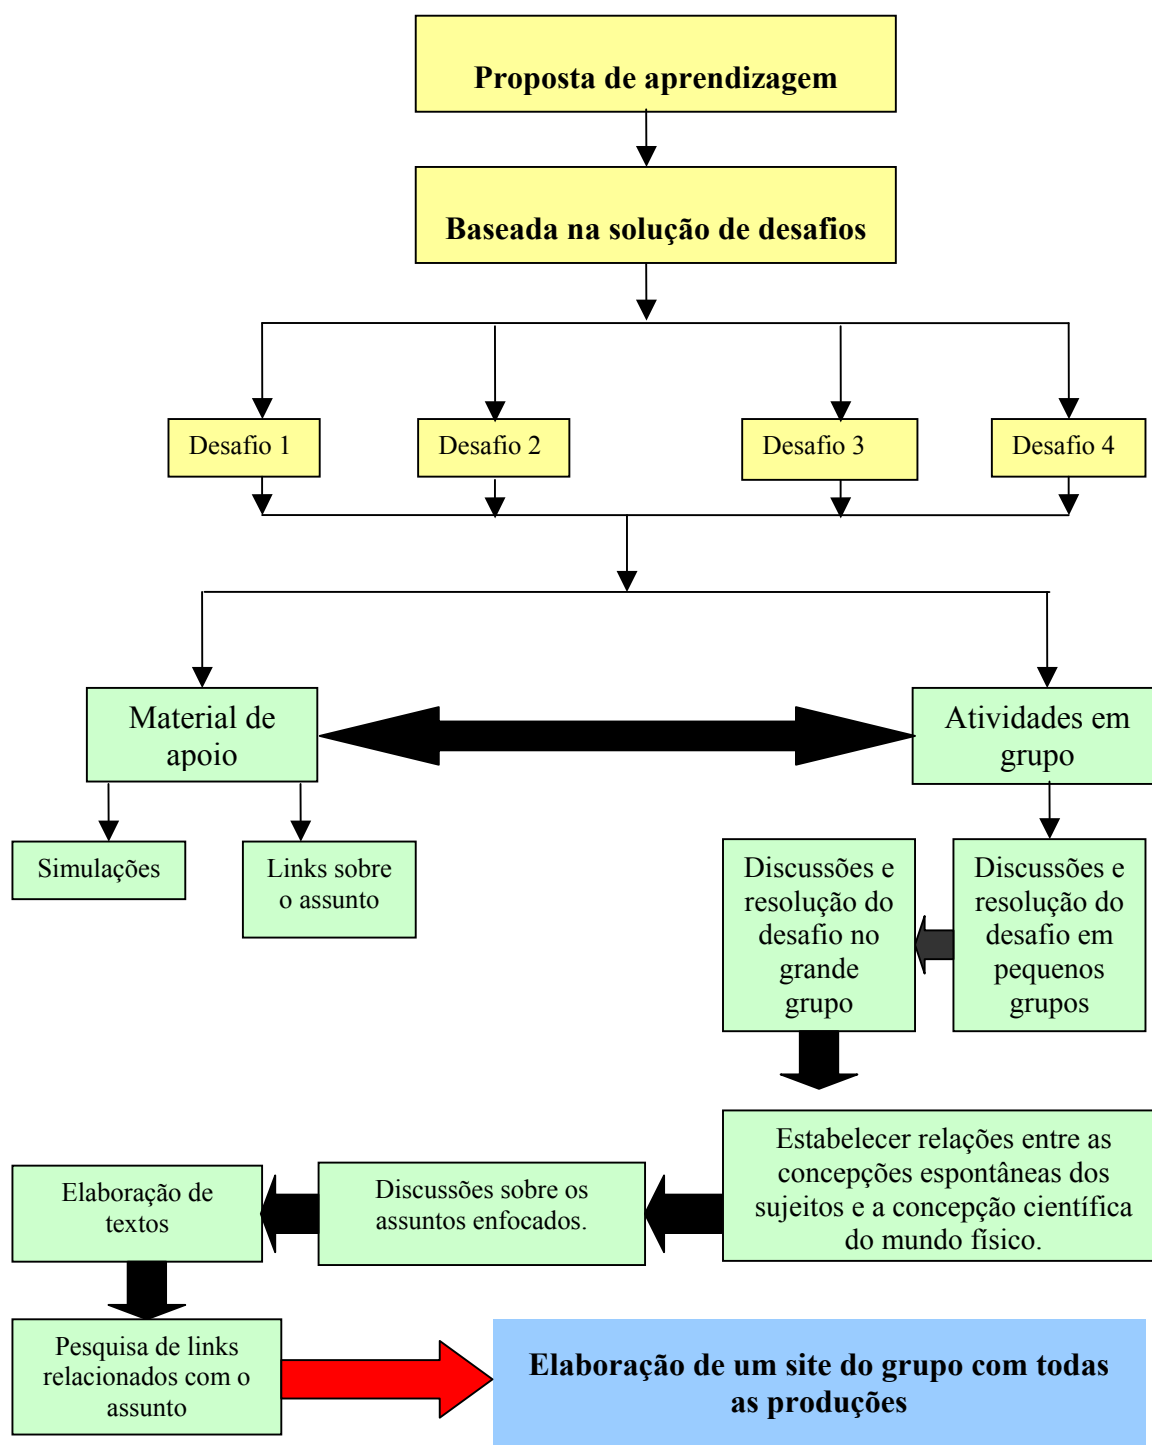 Proposta de aprendizagem
Baseada na solução de desafios
Desafio 1
Desafio 2
Desafio 3
Desafio 4
Material de
apoio
Atividades em
grupo
Simulações
Links sobre
o assunto
Discussões e
resolução do
desafio no
grande
grupo
Discussões e
resolução do
desafio em
pequenos
grupos
Estabelecer relações entre as
concepções espontâneas dos
sujeitos e a concepção científica
do mundo físico.
Discussões sobre os
assuntos enfocados.
Elaboração de
textos
Pesquisa de links
relacionados com o
assunto
Elaboração de um site do grupo com todas
as produções